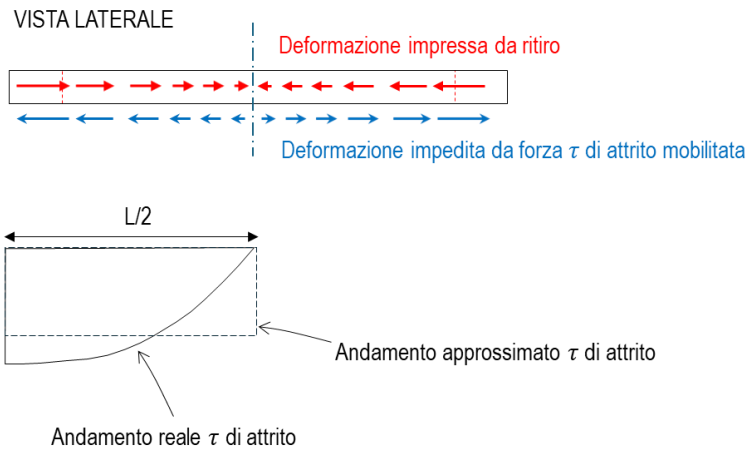 VISTA LATERALE
Deformazione impressa da ritiro
Deformazione impedita da forza τ di attrito mobilitata
L/2
Andamento approssimato τ di attrito
Andamento reale τ di attrito